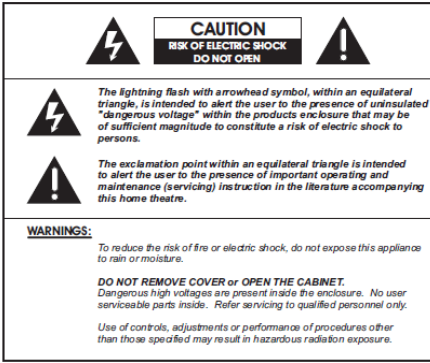 CAUTION
RISK OF ELECTRIC SHOCK
DO NOT OPEN
The lightning flash with arrowhead symbol, within an equilateral
triangle, is intended to alert the user to the presence of uninsulated
"dangerous voltage" within the products enclosure that may be
of sufficient magnitude to constitute a risk of electric shock to
persons.
The exclamation point within an equilateral triangle is intended
to alert the user to the presence of important operating and
maintenance (servicing) instruction in the literature accompanying
this home theatre.
WARNINGS:
To reduce the risk of fire or electric shock, do not expose this appliance
to rain or moisture.
DO NOT REMOVE COVER or OPEN THE CABINET.
Dangerous high voltages are present inside the enclosure. No user
serviceable parts inside. Refer servicing to qualified personnel only.
Use of controls, adjustments or performance of procedures other
than those specified may result in hazardous radiation exposure.